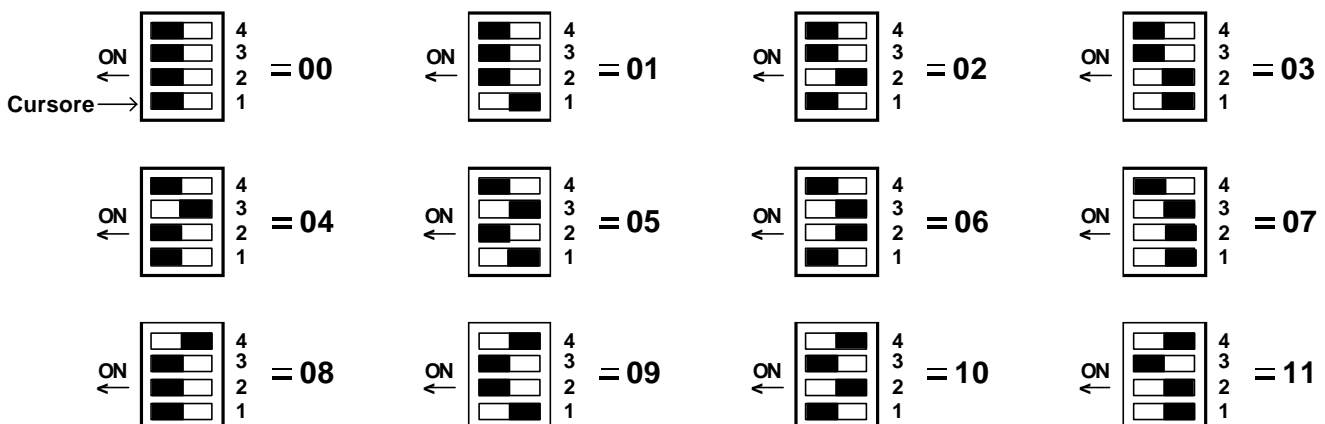 4 4 4 4
ON 3 = 00 ON 3 = 01 ON 3 = 02 ON 3 = 03
2 2 2 2
Cursore 1 1 1 1
4 4 4 4
ON 3 = 04 ON 3 = 05 ON 3 = 06 ON 3 = 07
2 2 2 2
1 1 1 1
4 4 4 4
ON 3 = 08 ON 3 = 09 ON 3 = 10 ON 3 = 11
2 2 2 2
1 1 1 1